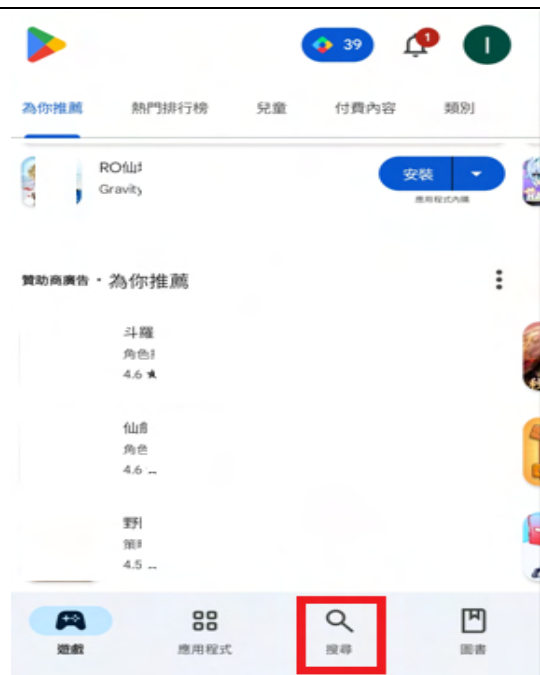 39
1
I
為你推薦 熱門排行榜 兒童 付費內容 類別
RO仙
Gravity
安裝
應用程式內購
贊助商廣告・為你推薦
斗羅
角色
4.6 ★
仙
角色
4.6
野
策
4.5
遊戲 應用程式 搜尋 圖書